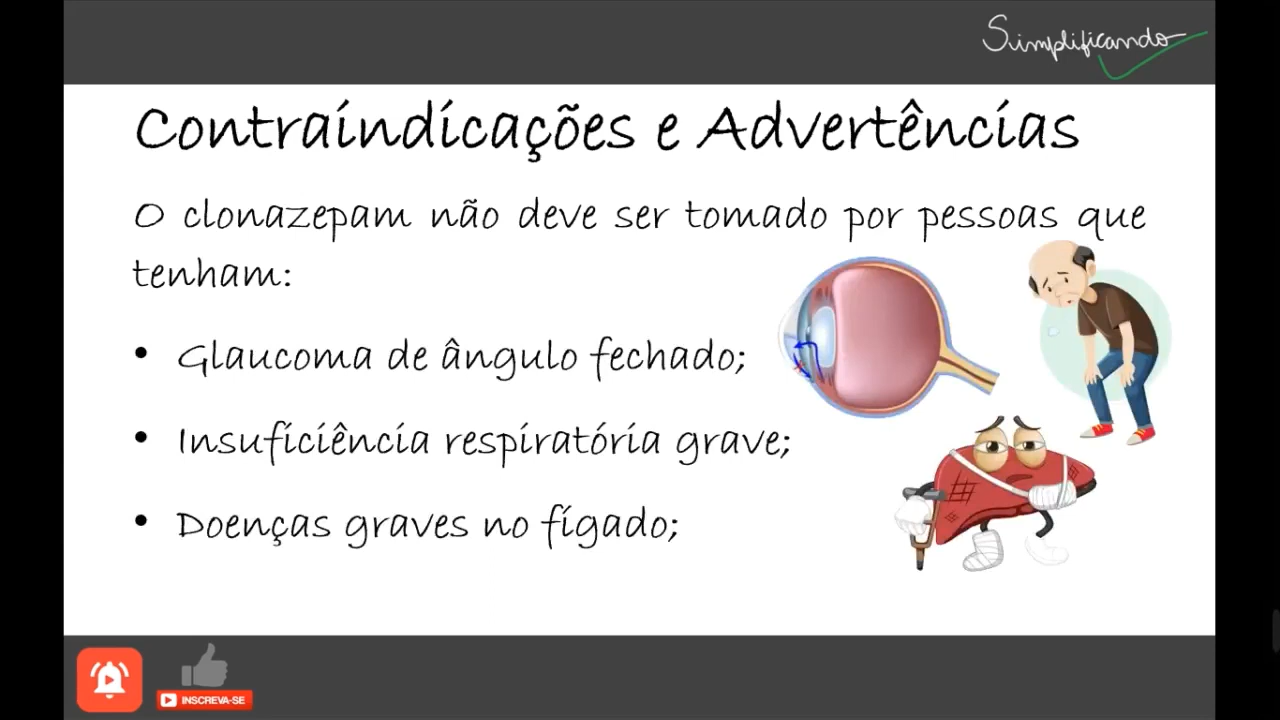 Simplificando
Contraindicações e Advertências
O clonazepam não deve ser tomado por pessoas que
tenham:
• Glaucoma de ângulo fechado;
• Insuficiência respiratória grave;
• Doenças graves no fígado;
INSCREVA-SE